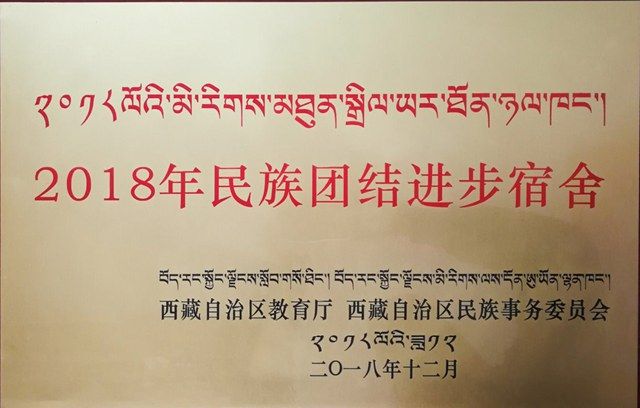 ༢༠༡༨ ལོའི་མི་རིགས་མཐུན་སྒྲིལ་ཡར་ཐོན་ཉལ་ཁང་།
2018年民族团结进步宿舍
བོད་རང་སྐྱོང་ལྗོངས་སློབ་གསོ་ཐིང་། བོད་རང་སྐྱོང་ལྗོངས་མི་རིགས་ལས་དོན་ཨུ་ཡོན་ལྷན་ཁང་།
西藏自治区教育厅 西藏自治区民族事务委员会
༢༠༡༨ ལོའི་ཟླ་༡༢
二〇一八年十二月